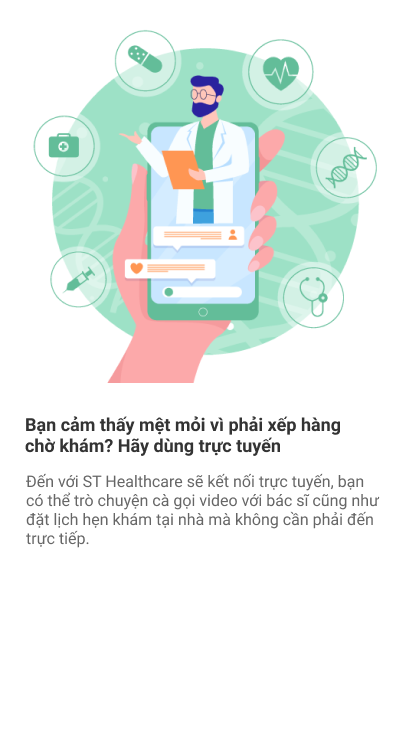 Bạn cảm thấy mệt mỏi vì phải xếp hàng
chờ khám? Hãy dùng trực tuyến
Đến với ST Healthcare sẽ kết nối trực tuyến, bạn
có thể trò chuyện cà gọi video với bác sĩ cũng như
đặt lịch hẹn khám tại nhà mà không cần phải đến
trực tiếp.